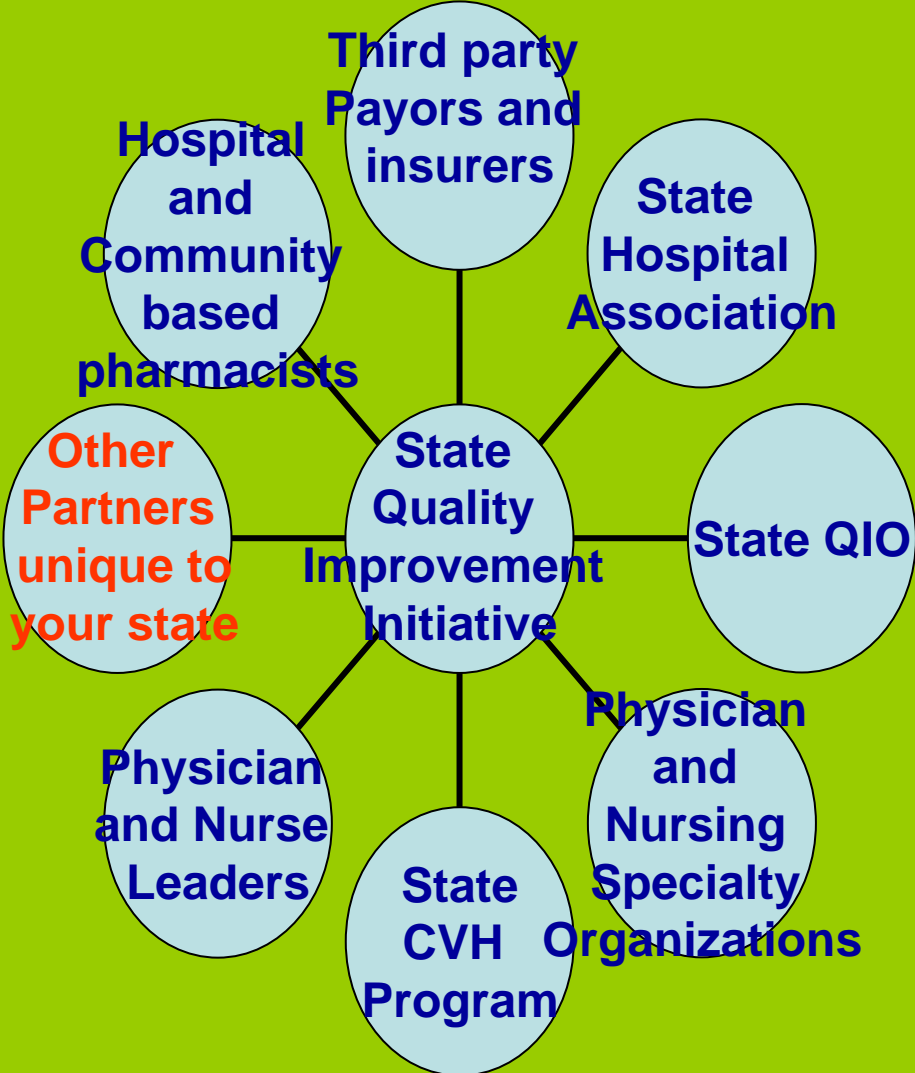 Third party
Payors and
insurers
Hospital
and
Community
based
pharmacists
State
Hospital
Association
Other
Partners
unique to
your state
State
Quality
Improvement
Initiative
State QIO
Physician
and Nurse
Leaders
State
CVH
Program
Physician
and
Nursing
Specialty
Organizations